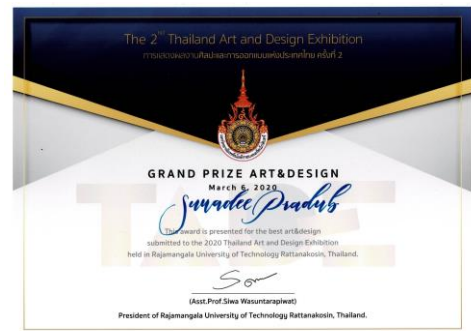 The 2nd Thailand Art and Design Exhibition
การแสดงผลงานศิลปะและการออกแบบแห่งประเทศไทย ครั้งที่ 2
GRAND PRIZE ART&DESIGN
March 6, 2020
Sunadee Pradub
This award is presented for the best art&design
submitted to the 2020 Thailand Art and Design Exhibition
held in Rajamangala University of Technology Rattanakosin, Thailand.
(Asst.Prof.Siwa Wasuntarapiwat)
President of Rajamangala University of Technology Rattanakosin, Thailand.